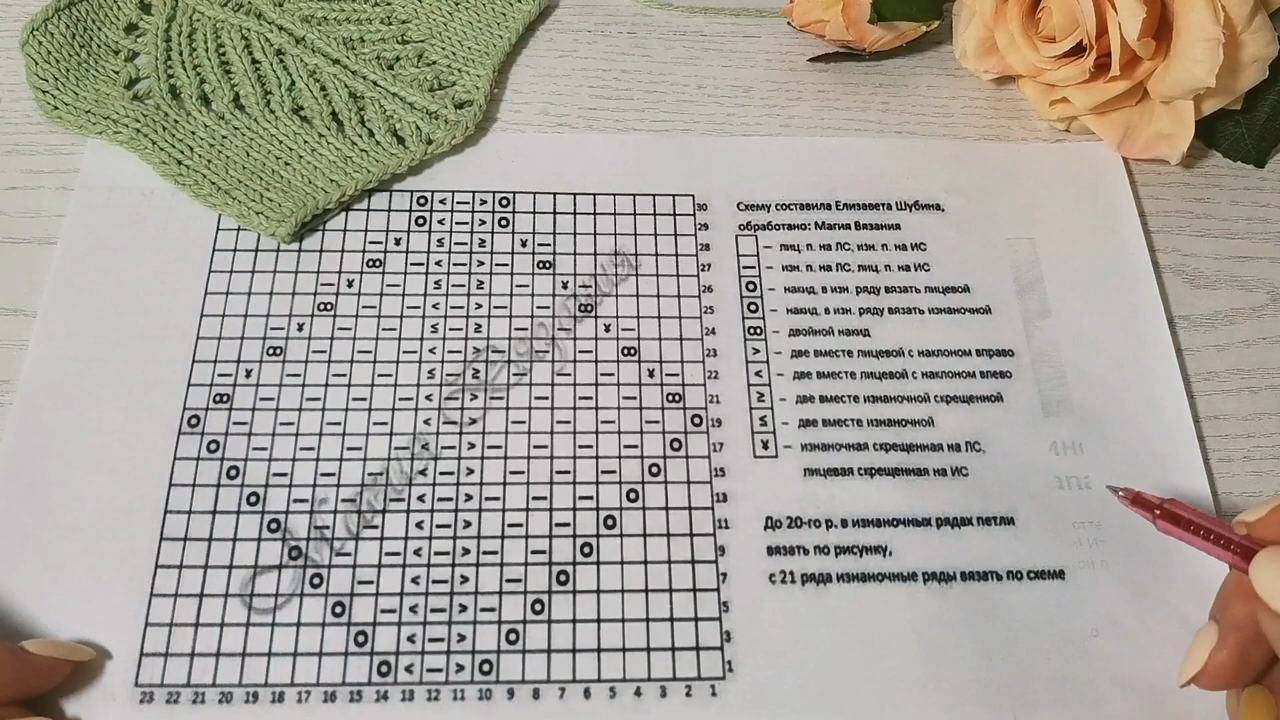 О < — > О 30
О < — > О 29
— ¥ ≤ — ≥ ¥ — 28
∞ — < — > — ∞ 27
— ¥ — ≤ — ≥ — ¥ — 26
∞ — — < — > — — ∞ 25
— ¥ — — ≤ — ≥ — ¥ — 24
∞ — — — < — > — — ∞ 23
— ¥ — — — ≤ — ≥ — — — ¥ — 22
∞ — — — — < — > — — — — ∞ 21
О — — — — < — > — — — — О 19
О — — — — < — > — — — — О 17
О — — — — < — > — — — О 15
О — — — < — > — — — О 13
О — — < — > — — О 11
О — — < — > — — О 9
О — < — > — О 7
О — < — > — О 5
О < — > О 3
О < — > О 1
23 22 21 20 19 18 17 16 15 14 13 12 11 10 9 8 7 6 5 4 3 2 1
Магия Вязания
Схему составила Елизавета Шубина,
обработано: Магия Вязания
– лиц. п. на ЛС, изн. п. на ИС
— – изн. п. на ЛС, лиц. п. на ИС
О – накид, в изн. ряду вязать лицевой
О – накид, в изн. ряду вязать изнаночной
∞ – двойной накид
> – две вместе лицевой с наклоном вправо
< – две вместе лицевой с наклоном влево
≥ – две вместе изнаночной скрещенной
≤ – две вместе изнаночной
¥ – изнаночная скрещенная на ЛС,
лицевая скрещенная на ИС
До 20-го р. в изнаночных рядах петли
вязать по рисунку,
с 21 ряда изнаночные ряды вязать по схеме